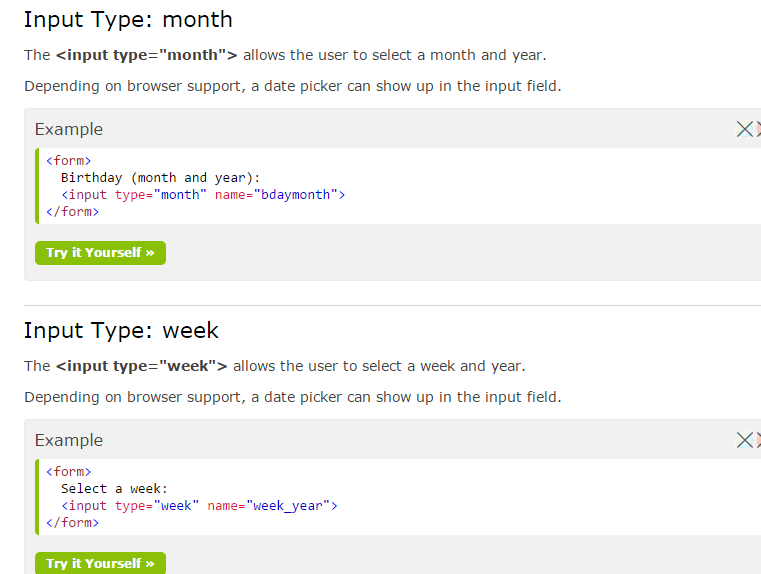 Input Type: month
The <input type="month"> allows the user to select a month and year.
Depending on browser support, a date picker can show up in the input field.
Example
<form>
  Birthday (month and year):
  <input type="month" name="bdaymonth">
</form>
Try it Yourself »
Input Type: week
The <input type="week"> allows the user to select a week and year.
Depending on browser support, a date picker can show up in the input field.
Example
<form>
  Select a week:
  <input type="week" name="week_year">
</form>
Try it Yourself »